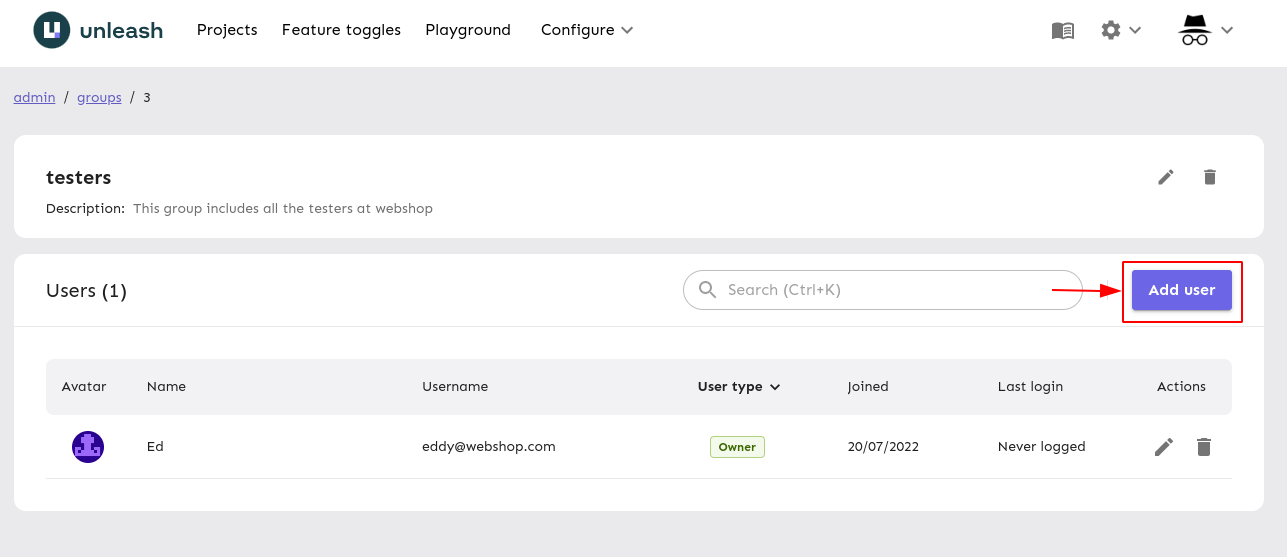 unleash Projects Feature toggles Playground Configure
admin / groups / 3
testers
Description: This group includes all the testers at webshop
Users (1) Search (Ctrl+K) Add user
Avatar Name Username User type Joined Last login Actions
Ed eddy@webshop.com Owner 20/07/2022 Never logged